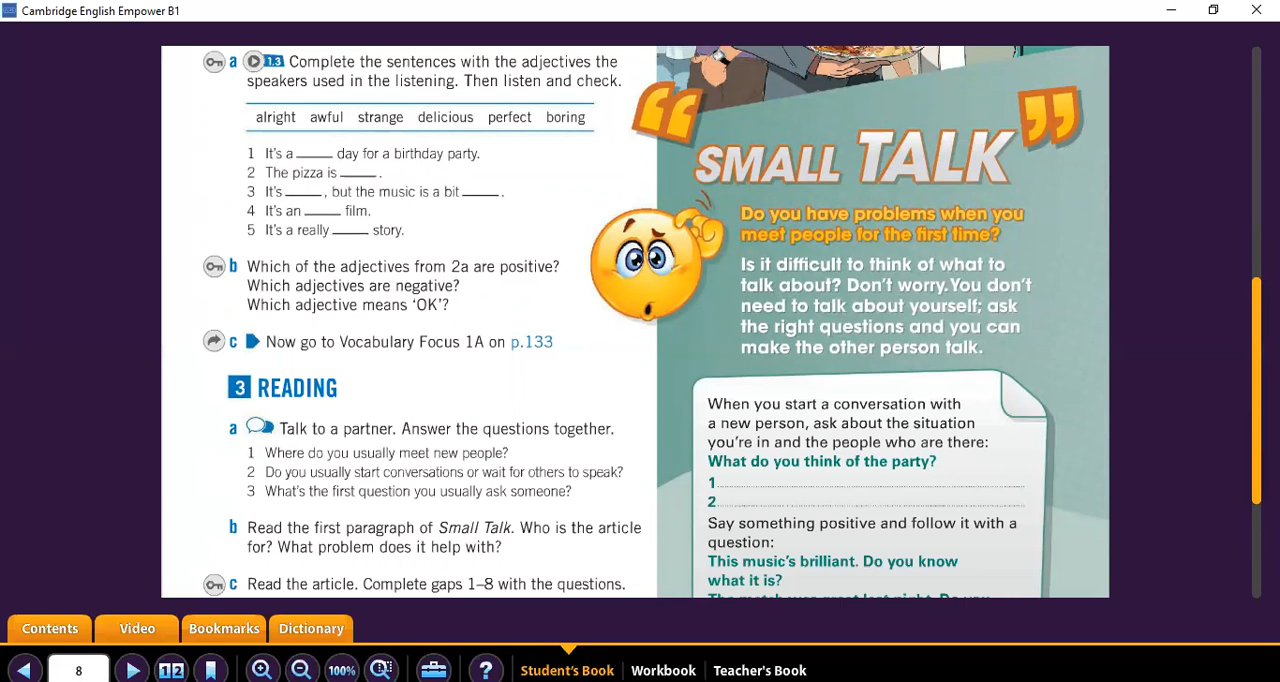 Cambridge English Empower B1
a 1.3 Complete the sentences with the adjectives the
speakers used in the listening. Then listen and check.
alright awful strange delicious perfect boring
1 It's a ____ day for a birthday party.
2 The pizza is ____ .
3 It's ____ , but the music is a bit ____ .
4 It's an ____ film.
5 It's a really ____ story.
b Which of the adjectives from 2a are positive?
Which adjectives are negative?
Which adjective means ‘OK’?
c Now go to Vocabulary Focus 1A on p.133
3 READING
a Talk to a partner. Answer the questions together.
1 Where do you usually meet new people?
2 Do you usually start conversations or wait for others to speak?
3 What's the first question you usually ask someone?
b Read the first paragraph of Small Talk. Who is the article
for? What problem does it help with?
c Read the article. Complete gaps 1–8 with the questions.
“ SMALL TALK ”
Do you have problems when you
meet people for the first time?
Is it difficult to think of what to
talk about? Don't worry. You don't
need to talk about yourself; ask
the right questions and you can
make the other person talk.
When you start a conversation with
a new person, ask about the situation
you're in and the people who are there:
What do you think of the party?
1
2
Say something positive and follow it with a
question:
This music's brilliant. Do you know
what it is?
Contents Video Bookmarks Dictionary
8 12 100% ? Student's Book Workbook Teacher's Book